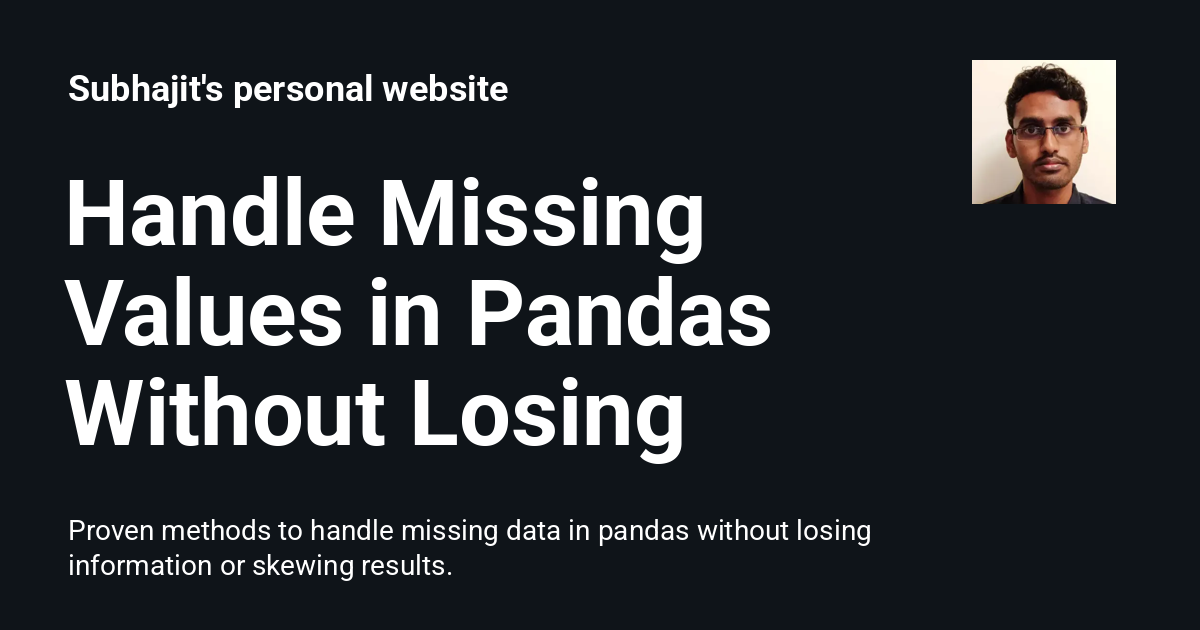 Subhajit's personal website
Handle Missing
Values in Pandas
Without Losing
Proven methods to handle missing data in pandas without losing
information or skewing results.